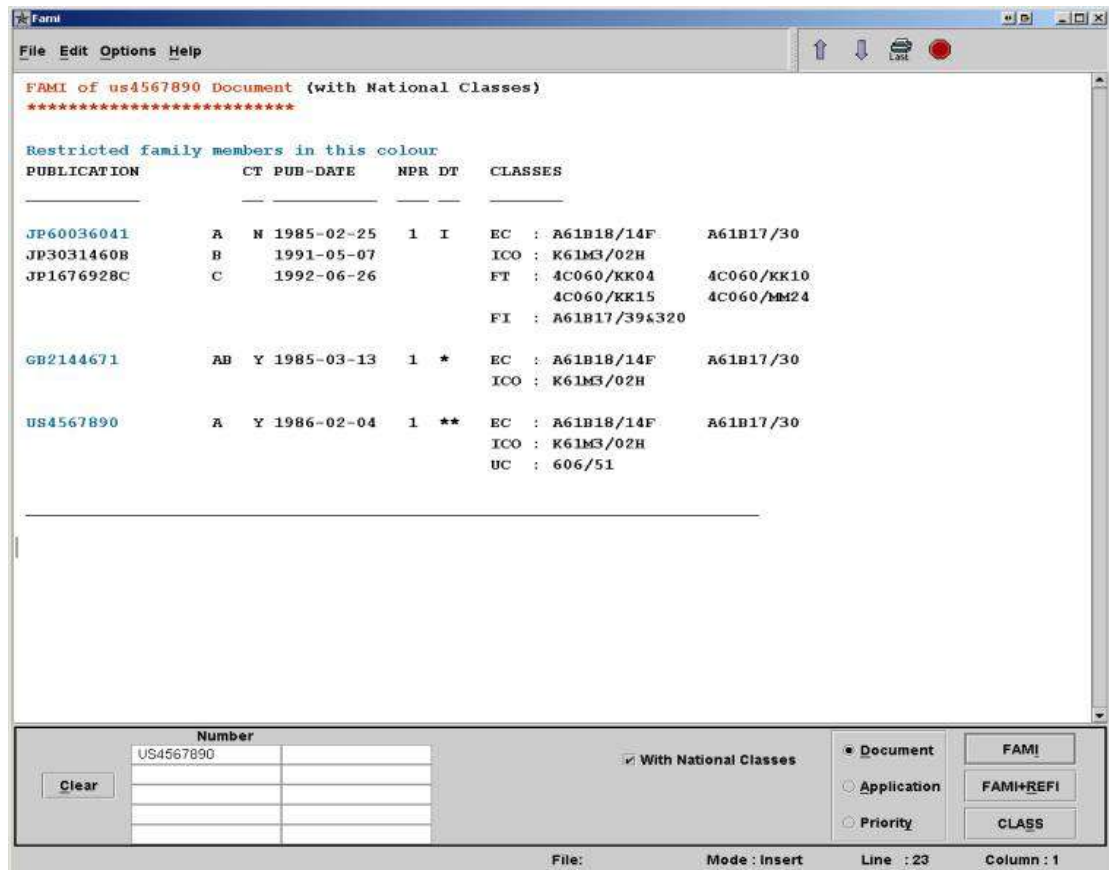 Fami
File Edit Options Help
Last
FAMI of us4567890 Document (with National Classes)
**************************
Restricted family members in this colour
PUBLICATION CT PUB-DATE NPR DT CLASSES
JP60036041 A N 1985-02-25 1 I EC : A61B18/14F A61B17/30
JP3031460B B 1991-05-07 ICO : K61M3/02H
JP1676928C C 1992-06-26 FT : 4C060/KK04 4C060/KK10
4C060/KK15 4C060/MM24
FI : A61B17/39&320
GB2144671 AB Y 1985-03-13 1 * EC : A61B18/14F A61B17/30
ICO : K61M3/02H
US4567890 A Y 1986-02-04 1 ** EC : A61B18/14F A61B17/30
ICO : K61M3/02H
UC : 606/51
Number
US4567890
Clear
With National Classes
Document
Application
Priority
FAMI
FAMI+REFI
CLASS
File: Mode : Insert Line : 23 Column : 1